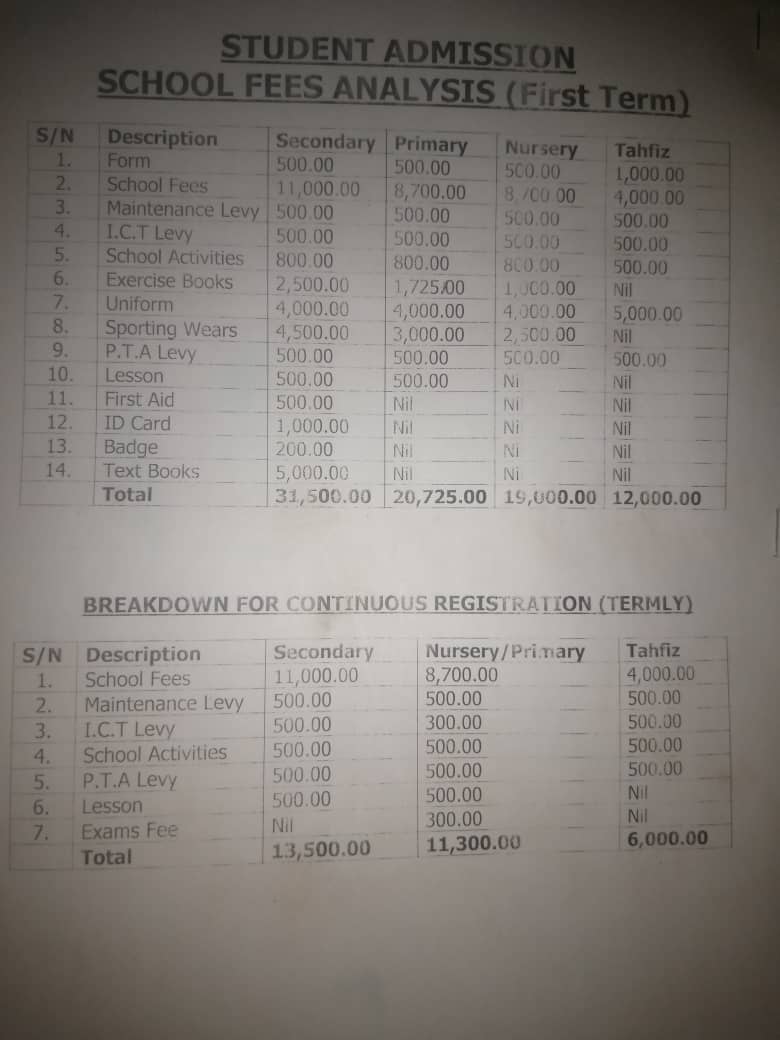 STUDENT ADMISSION
SCHOOL FEES ANALYSIS (First Term)
S/N Description Secondary Primary Nursery Tahfiz
1. Form 500.00 500.00 500.00 1,000.00
2. School Fees 11,000.00 8,700.00 8,700.00 4,000.00
3. Maintenance Levy 500.00 500.00 500.00 500.00
4. I.C.T Levy 500.00 500.00 500.00 500.00
5. School Activities 800.00 800.00 800.00 500.00
6. Exercise Books 2,500.00 1,725.00 1,000.00 Nil
7. Uniform 4,000.00 4,000.00 4,000.00 5,000.00
8. Sporting Wears 4,500.00 3,000.00 2,500.00 Nil
9. P.T.A Levy 500.00 500.00 500.00 500.00
10. Lesson 500.00 500.00 Nil Nil
11. First Aid 500.00 Nil Nil Nil
12. ID Card 1,000.00 Nil Nil Nil
13. Badge 200.00 Nil Nil Nil
14. Text Books 5,000.00 Nil Nil Nil
Total 31,500.00 20,725.00 19,000.00 12,000.00
BREAKDOWN FOR CONTINUOUS REGISTRATION (TERMLY)
S/N Description Secondary Nursery/Primary Tahfiz
1. School Fees 11,000.00 8,700.00 4,000.00
2. Maintenance Levy 500.00 500.00 500.00
3. I.C.T Levy 500.00 300.00 500.00
4. School Activities 500.00 500.00 500.00
5. P.T.A Levy 500.00 500.00 500.00
6. Lesson 500.00 500.00 Nil
7. Exams Fee Nil 300.00 Nil
Total 13,500.00 11,300.00 6,000.00